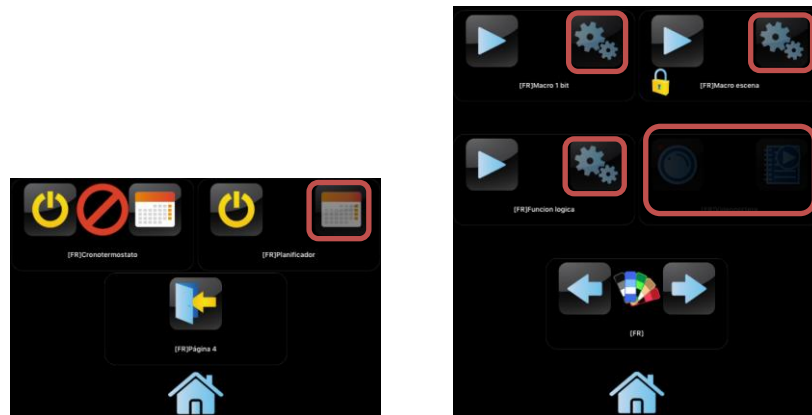 [FR]Cronotermostato
[FR]Planificador
[FR]Página 4
[FR]Macro 1 bit
[FR]Macro escena
[FR]Funcion logica
[FR]